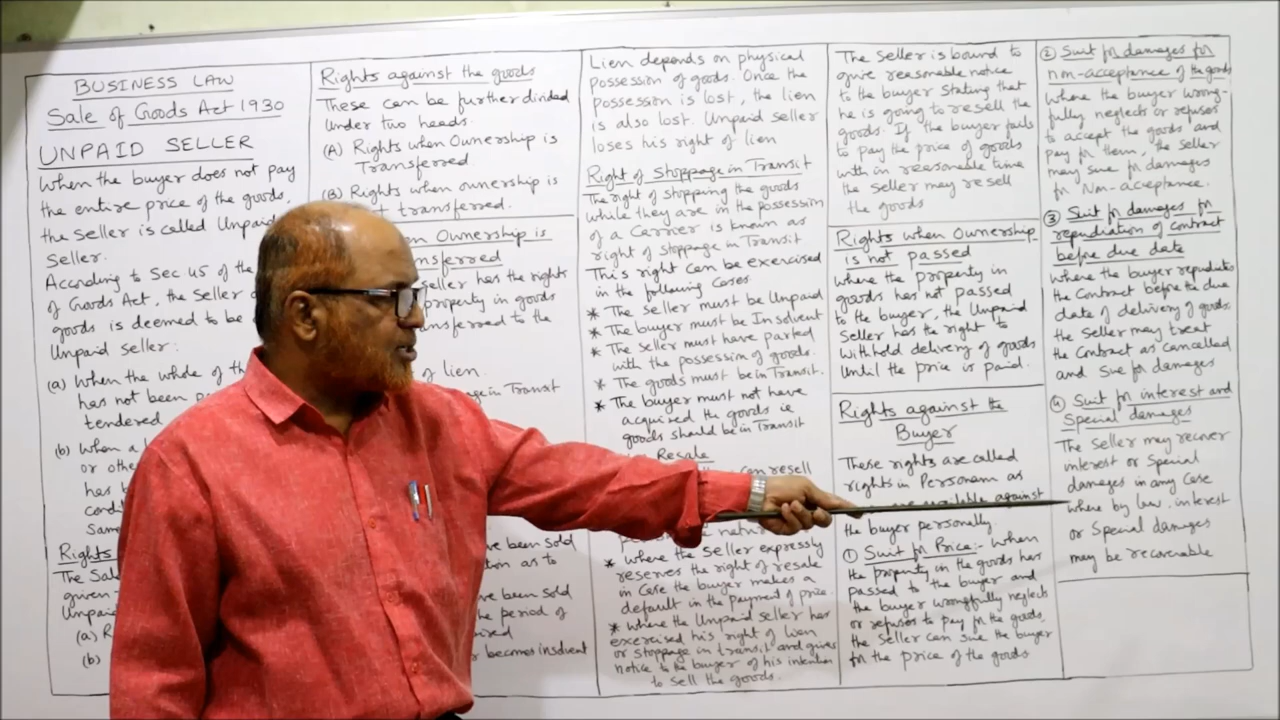 BUSINESS LAW
Sale of Goods Act 1930
UNPAID SELLER
When the buyer does not pay
the entire price of the goods,
the seller is called Unpaid
Seller.
According to Sec 45 of the
of Goods Act, the Seller
goods is deemed to be
Unpaid seller:
(a) When the whole of th
has not been
tendered
(b) When a
or othe
has
cond
Sam
Rights
The Sal
given
Unpai
(a) R
(b)
Rights against the goods
These can be further divided
under two heads.
(A) Rights when Ownership is
Transferred
(B) Rights when ownership is
transferred.
Ownership is
eller has the rights
roperty in goods
ansferred to the
of lien.
in Transit
ve been sold
tion as to
ve been sold
he period of
becomes insolvent
Lien depends on physical
possession of goods. Once the
possession is lost, the lien
is also lost. Unpaid seller
loses his right of lien
Right of Stoppage in Transit
The right of stopping the goods
while they are in the possession
of a Carrier is known as
right of stoppage in Transit
This right can be exercised
in the following cases
* The seller must be Unpaid
* The buyer must be Insolvent
* The seller must have parted
with the possession of goods.
* The goods must be in Transit.
* The buyer must not have
acquired the goods ie
goods should be in Transit
Resale
can resell
* where the seller expressly
reserves the right of resale
in case the buyer makes a
default in the payment of price.
* where the Unpaid seller has
exercised his right of lien
or stoppage in transit and gives
notice to the buyer of his intention
to sell the goods.
The seller is bound to
give reasonable notice
to the buyer stating that
he is going to resell the
goods. If the buyer fails
to pay the price of goods
with in reasonable time
the seller may resell
the goods
Rights when Ownership
is not passed
where the property in
goods has not passed
to the buyer, the Unpaid
Seller has the right to
withhold delivery of goods
until the price is paid.
Rights against the
Buyer
These rights are called
rights in Personam as
available against
the buyer personally.
① Suit for Price:- when
the property in the goods has
passed to the buyer and
the buyer wrongfully neglects
or refuses to pay for the goods,
the seller can sue the buyer
for the price of the goods
② Suit for damages for
non-acceptance of the goods
where the buyer wrong-
fully neglects or refuses
to accept the goods and
pay for them, the seller
may sue for damages
for Non-acceptance.
③ Suit for damages for
repudiation of contract
before due date
where the buyer repudiates
the contract before the due
date of delivery of goods.
the seller may treat
the contract as cancelled
and sue for damages
④ Suit for interest and
Special damages
The seller may recover
interest or special
damages in any case
where by law, interest
or special damages
may be recoverable